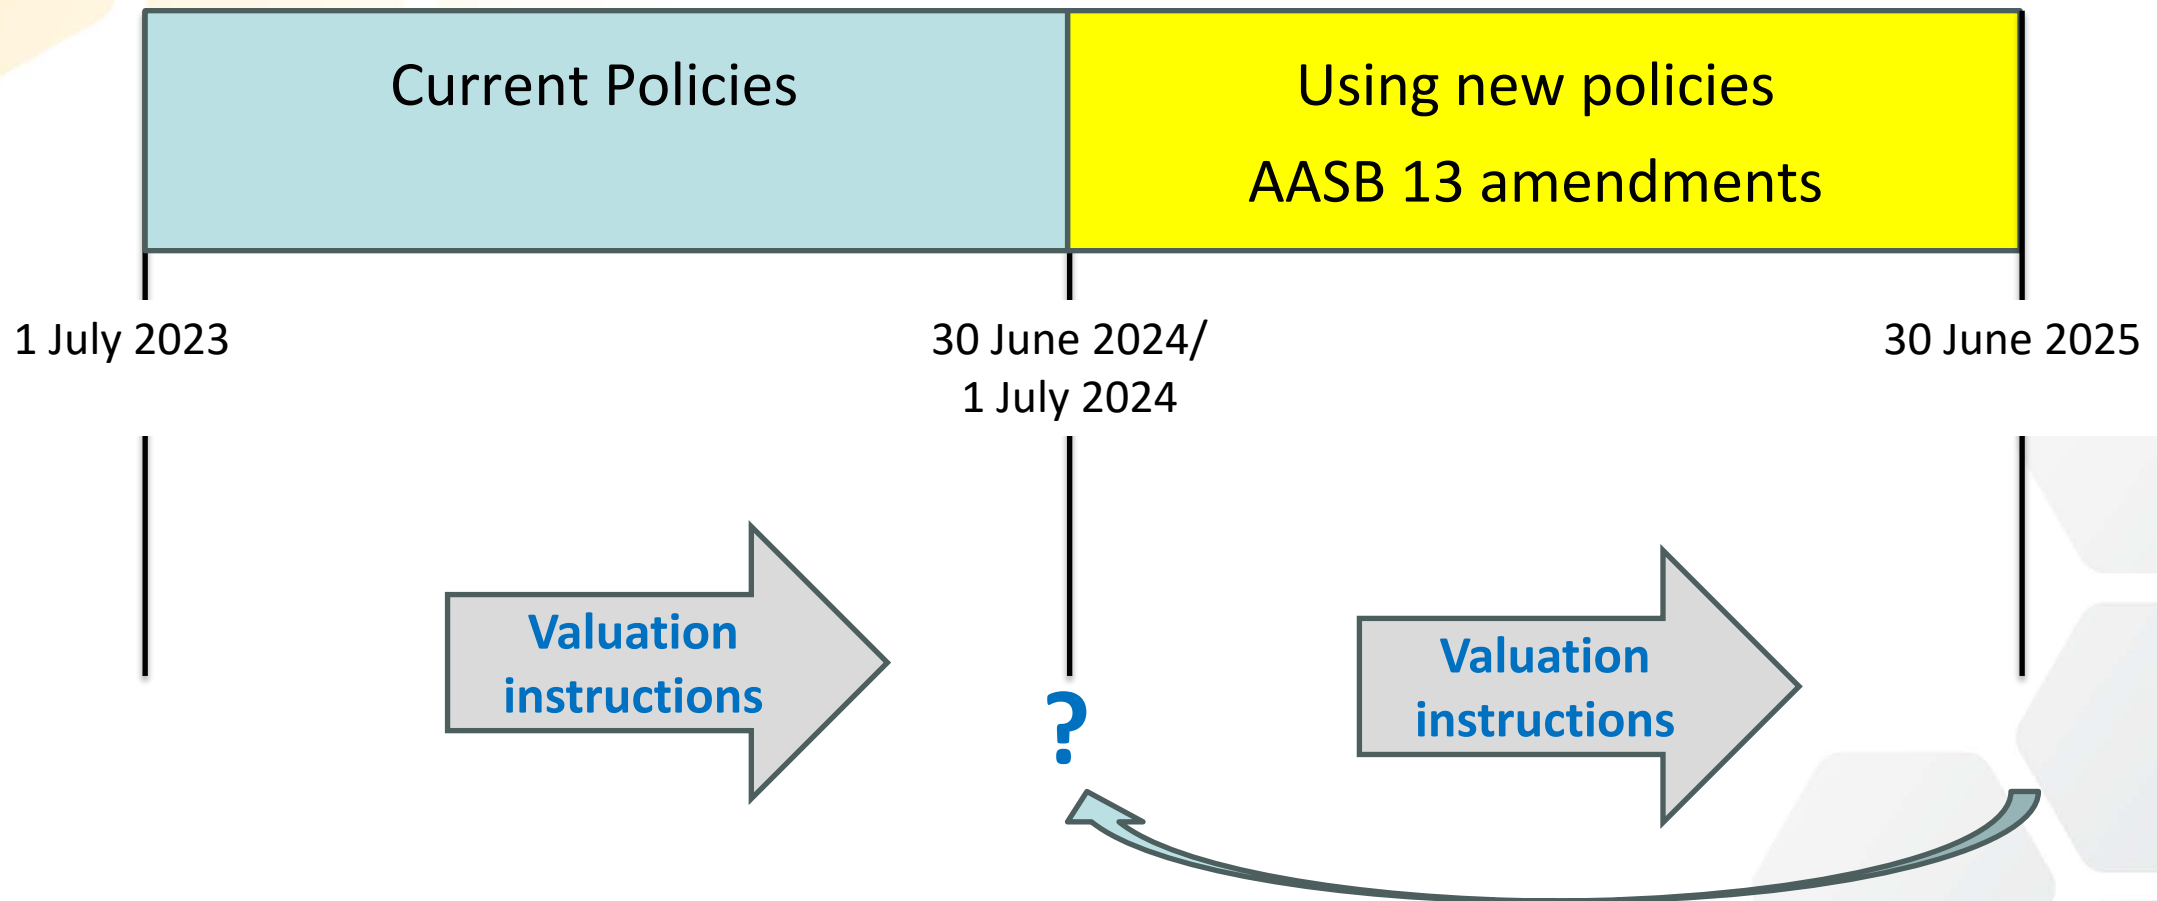 Current Policies
Using new policies
AASB 13 amendments
1 July 2023
30 June 2024/
1 July 2024
30 June 2025
Valuation
instructions
?
Valuation
instructions